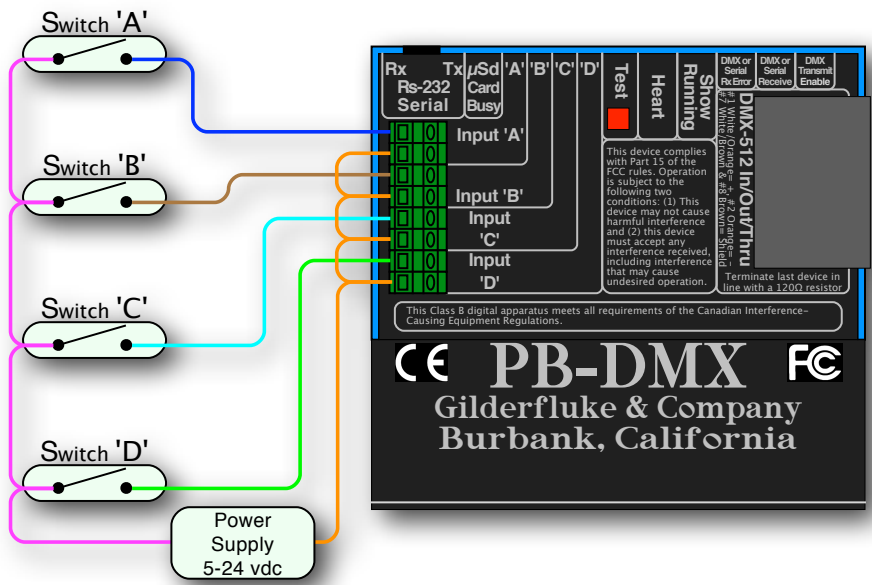 Switch 'A'
Switch 'B'
Switch 'C'
Switch 'D'
Power
Supply
5-24 vdc
Rx Tx
Rs-232
Serial
µSd
Card
Busy
'A' 'B' 'C' 'D'
Input 'A'
Input 'B'
Input
'C'
Input
'D'
Test
Heart
Show
Running
DMX or
Serial
Rx Error
DMX or
Serial
Receive
DMX
Transmit
Enable
This device complies
with Part 15 of the
FCC rules. Operation
is subject to the
following two
conditions: (1) This
device may not cause
harmful interference
and (2) this device
must accept any
interference received,
including interference
that may cause
undesired operation.
DMX-512 In/Out/Thru
#1 White/Orange= +, #2 Orange= -
#7 White/Brown & #8 Brown= Shield
Terminate last device in
line with a 120Ω resistor
This Class B digital apparatus meets all requirements of the Canadian Interference-
Causing Equipment Regulations.
CE
FC
PB-DMX
Gilderfluke & Company
Burbank, California